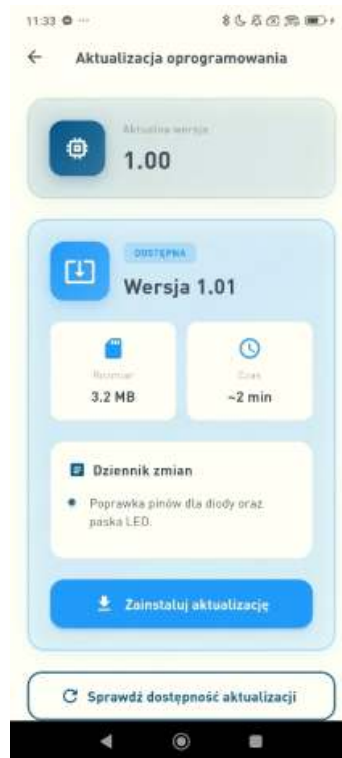 11:33
Aktualizacja oprogramowania
Aktualna wersja
1.00
DOSTĘPNA
Wersja 1.01
Rozmiar
3.2 MB
Czas
~2 min
Dziennik zmian
Poprawka pinów dla diody oraz
paska LED.
Zainstaluj aktualizację
Sprawdź dostępność aktualizacji